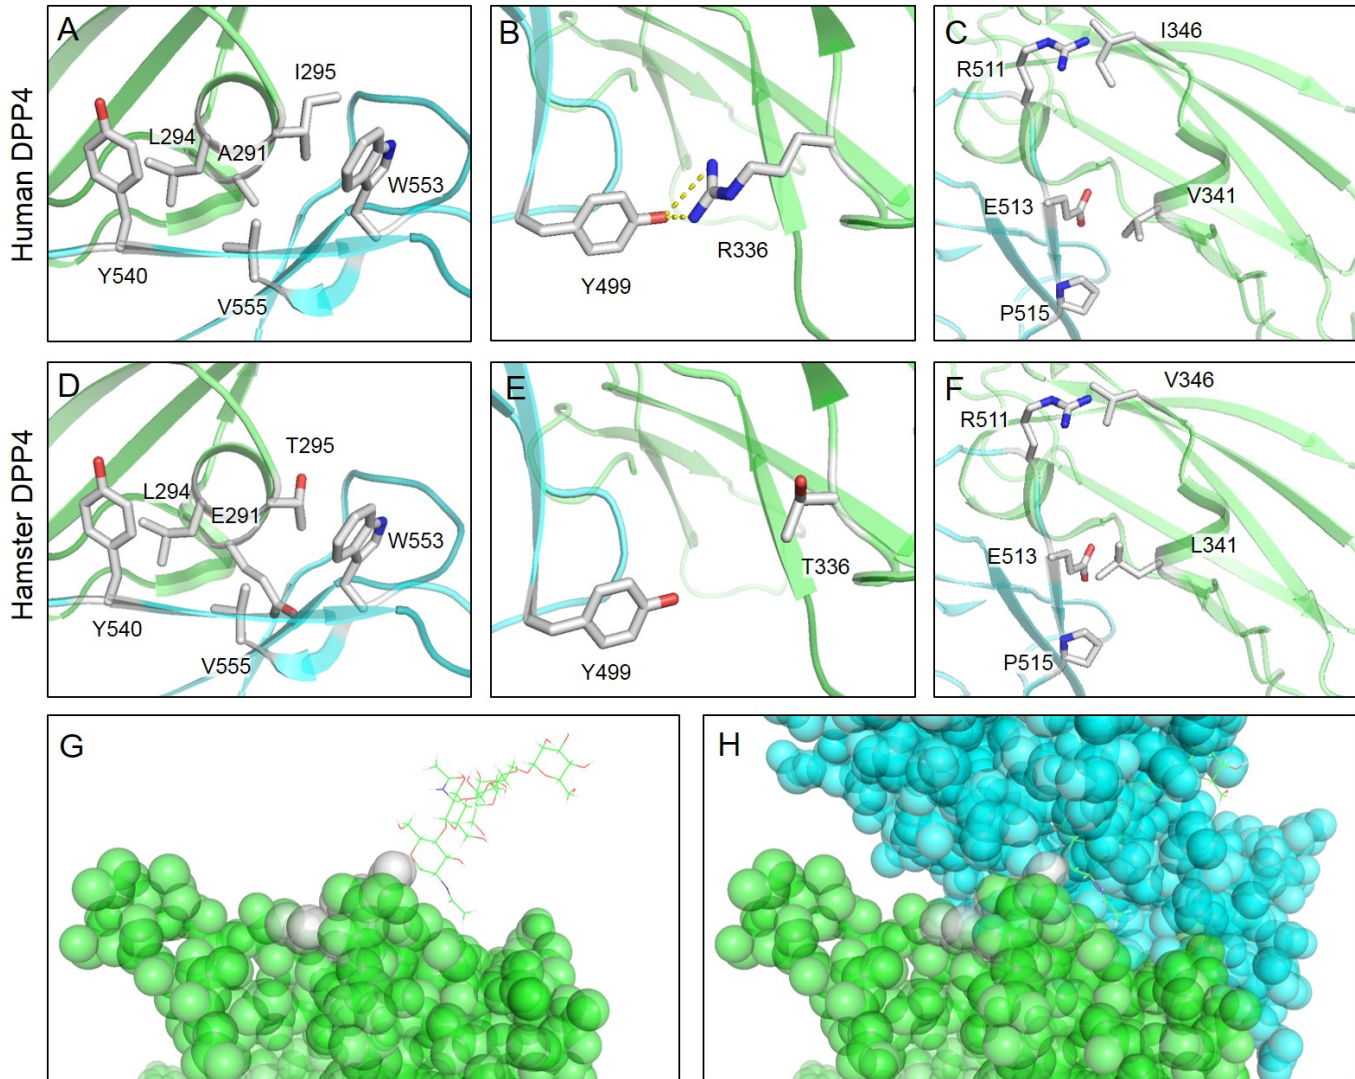 Human DPP4
A
I295
L294
A291
W553
Y540
V555
B
R336
Y499
C
I346
R511
E513
V341
P515
Hamster DPP4
D
T295
L294
E291
W553
Y540
V555
E
T336
Y499
F
V346
R511
E513
L341
P515
G
H